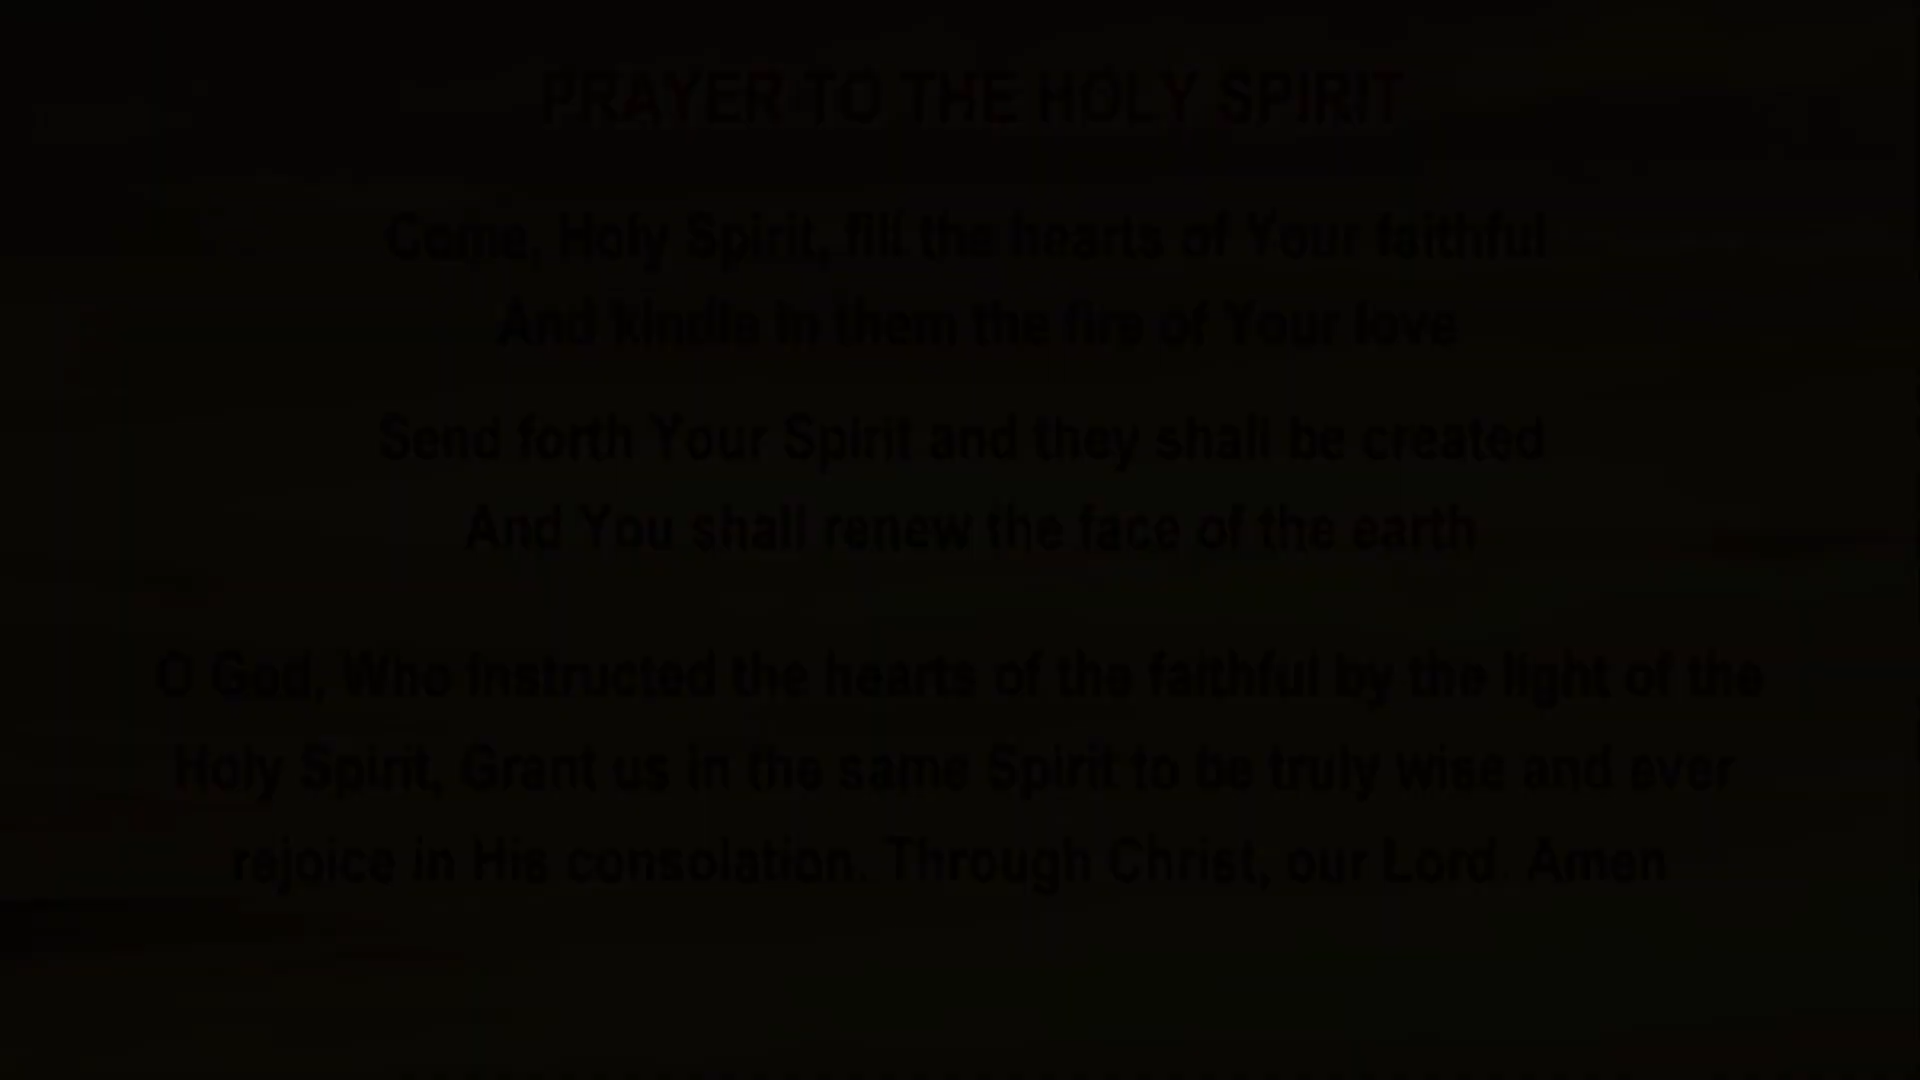 PRAYER TO THE HOLY SPIRIT
Come, Holy Spirit, fill the hearts of Your faithful
And kindle in them the fire of Your love
Send forth Your Spirit and they shall be created
And You shall renew the face of the earth
O God, Who instructed the hearts of the faithful by the light of the
Holy Spirit, Grant us in the same Spirit to be truly wise and ever
rejoice in His consolation. Through Christ, our Lord. Amen